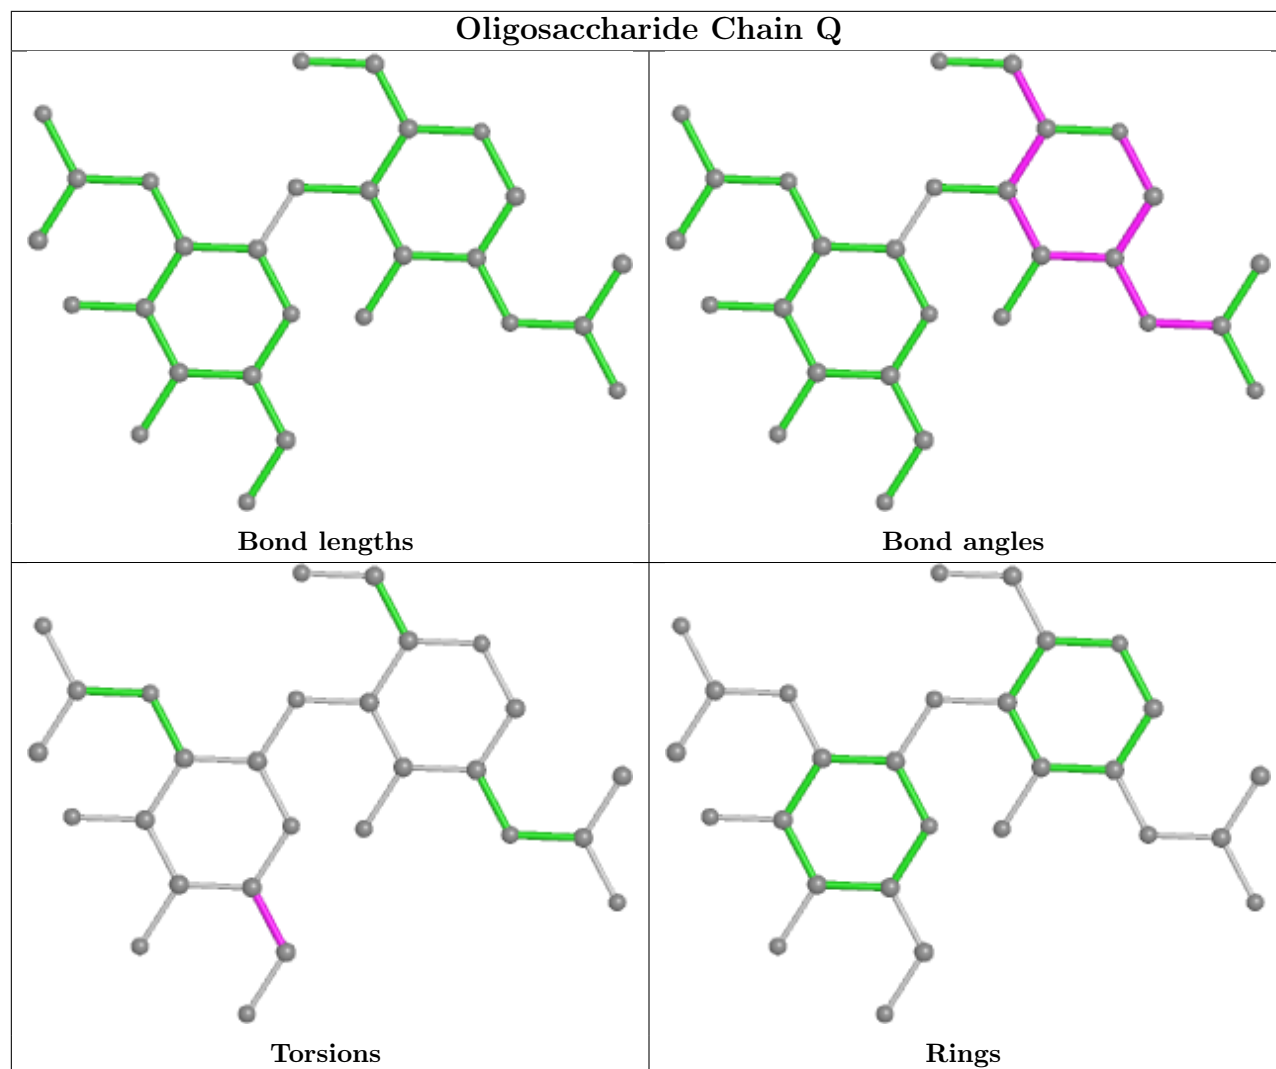 Oligosaccharide Chain Q
Bond lengths
Bond angles
Torsions
Rings